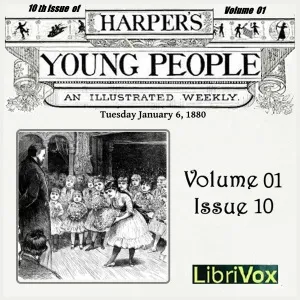 10 th Issue of
Volume 01
HARPER'S
YOUNG PEOPLE
AN ILLUSTRATED WEEKLY.
Tuesday January 6, 1880
Volume 01
Issue 10
LibriVox